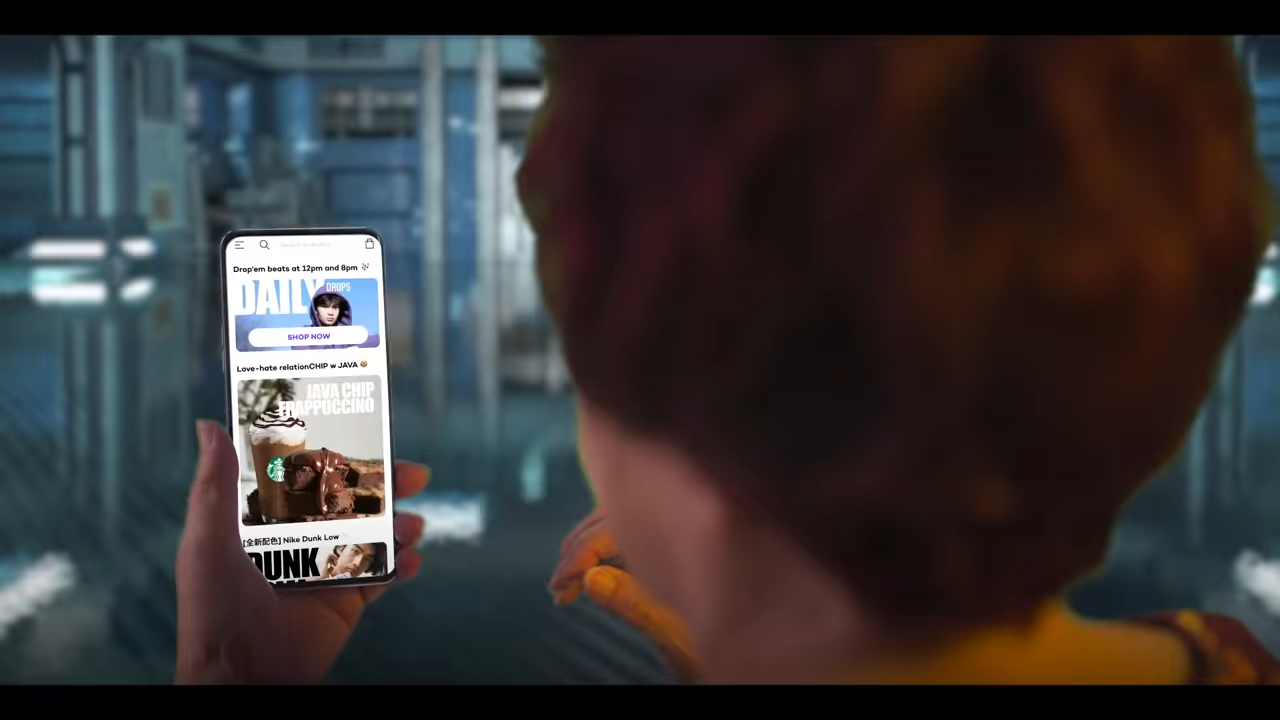 Drop'em beats at 12pm and 8pm
DAILY DROPS
SHOP NOW
Love-hate relationCHIP w JAVA
JAVA CHIP
FRAPPUCCINO
[全新配色] Nike Dunk Low
DUNK